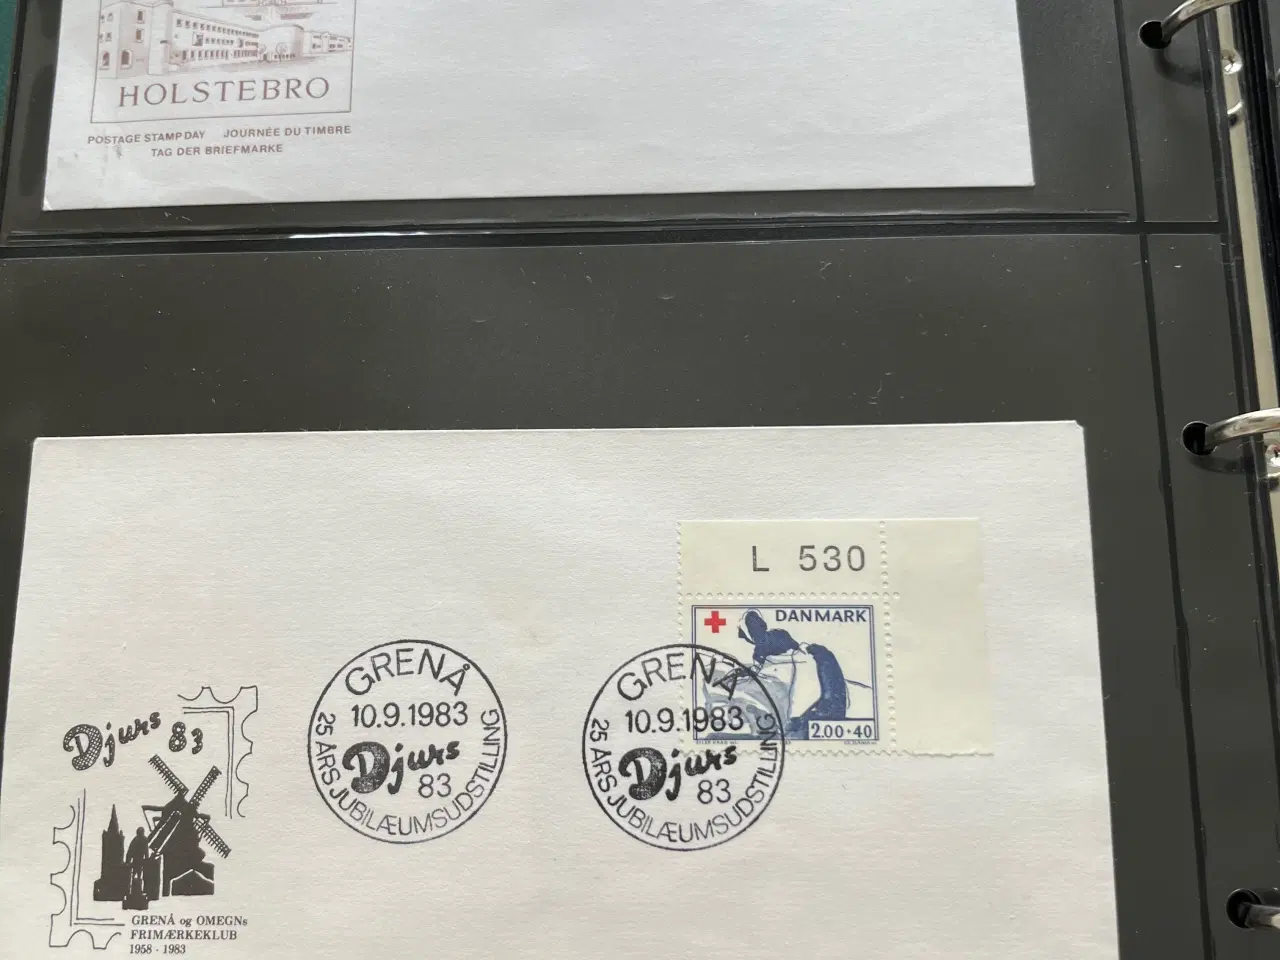 HOLSTEBRO
POSTAGE STAMP DAY JOURNÉE DU TIMBRE
TAG DER BRIEFMARKE
L 530
DANMARK
2.00+40
GRENÅ
10.9.1983
Djurs
83
25 ÅRS JUBILÆUMSUDSTILLING
GRENÅ
10.9.1983
Djurs
83
25 ÅRS JUBILÆUMSUDSTILLING
Djurs 83
GRENÅ og OMEGNs
FRIMÆRKEKLUB
1958 - 1983